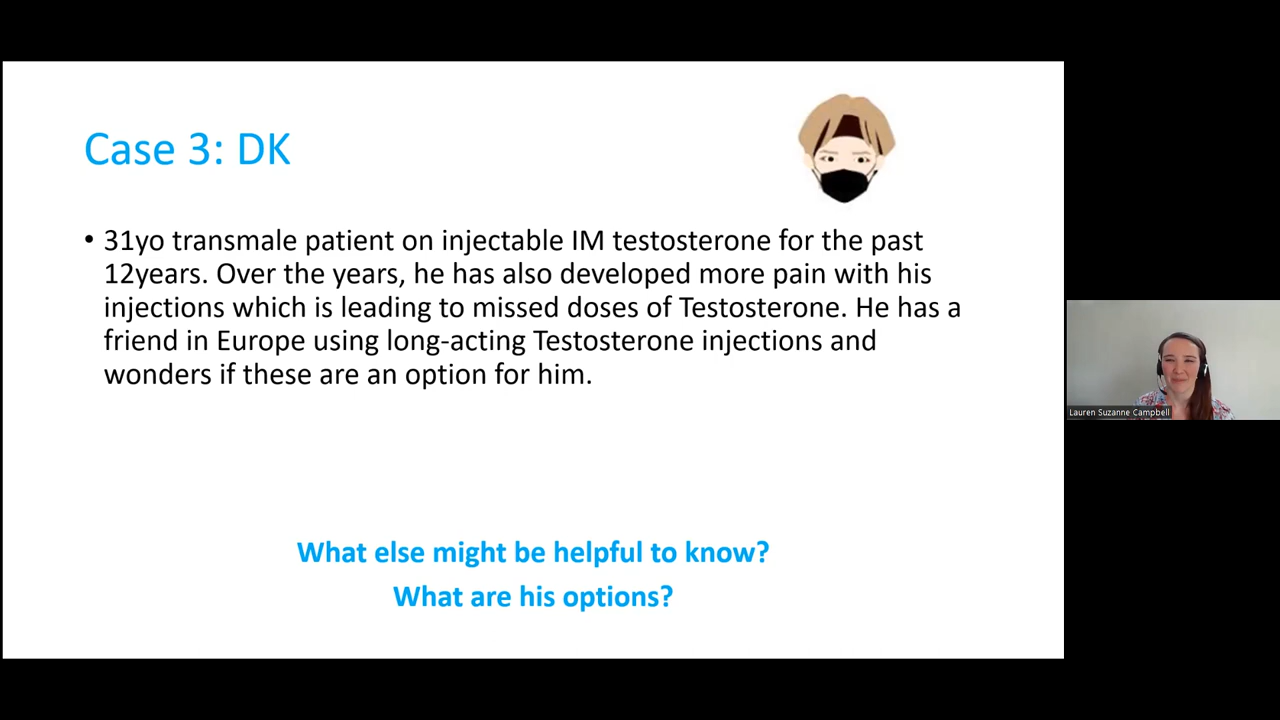 Case 3: DK
• 31yo transmale patient on injectable IM testosterone for the past
12years. Over the years, he has also developed more pain with his
injections which is leading to missed doses of Testosterone. He has a
friend in Europe using long-acting Testosterone injections and
wonders if these are an option for him.
What else might be helpful to know?
What are his options?
Lauren Suzanne Campbell